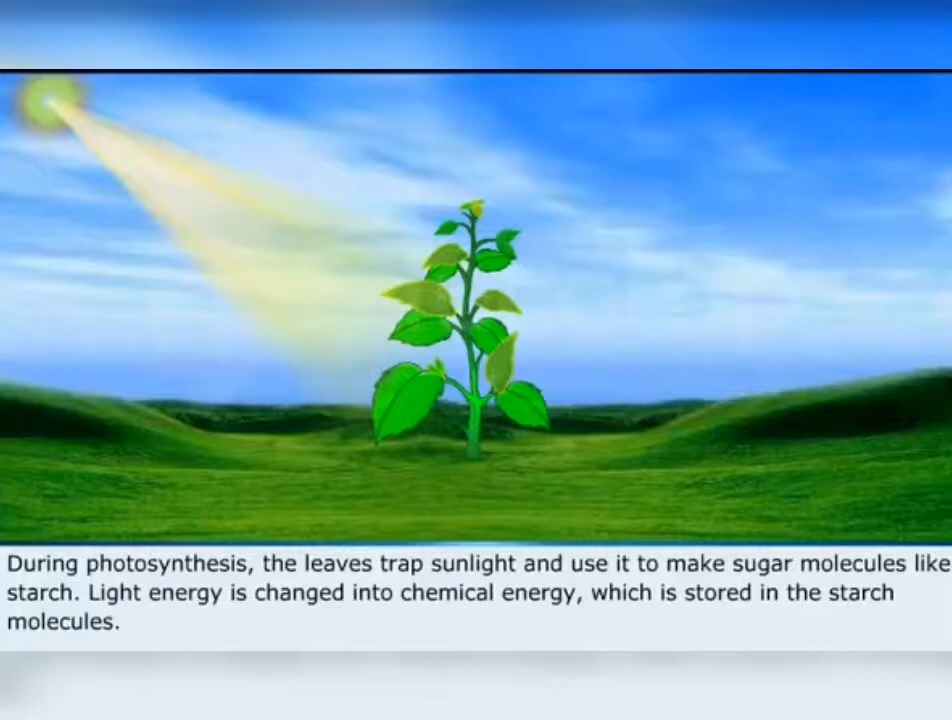 During photosynthesis, the leaves trap sunlight and use it to make sugar molecules like
starch. Light energy is changed into chemical energy, which is stored in the starch
molecules.